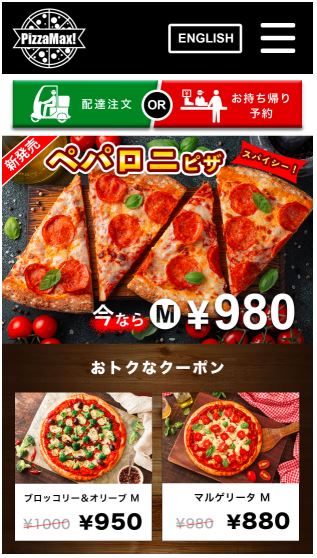 PizzaMax!
ENGLISH
配達注文
OR
お持ち帰り
予約
新発売
ペパロニピザ
スパイシー！
今ならM¥980
おトクなクーポン
ブロッコリー&オリーブ M
¥1000 ¥950
マルゲリータ M
¥980 ¥880